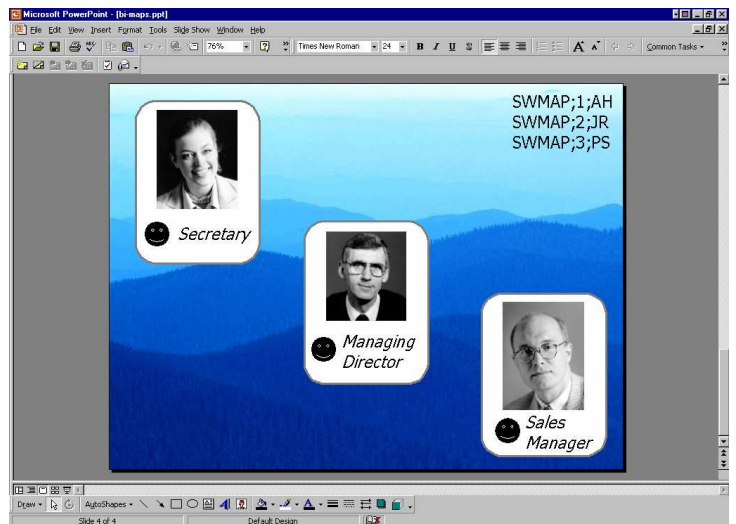 Microsoft PowerPoint - [bi-maps.ppt]
File Edit View Insert Format Tools Slide Show Window Help
76% Times New Roman 24 B I U S A A Common Tasks
SWMAP;1;AH
SWMAP;2;JR
SWMAP;3;PS
Secretary
Managing
Director
Sales
Manager
Draw AutoShapes A A
Slide 4 of 4 Default Design